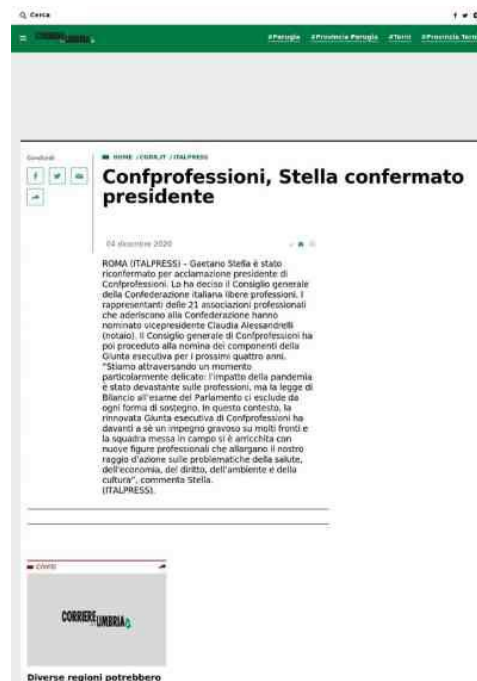 Cerca
CORRIERE DELL'UMBRIA
#Perugia #Provincia Perugia #Terni #Provincia Tern
Condividi:
HOME /CORR.IT /ITALPRESS
Confprofessioni, Stella confermato
presidente
04 dicembre 2020
ROMA (ITALPRESS) - Gaetano Stella è stato
riconfermato per acclamazione presidente di
Confprofessioni. Lo ha deciso il Consiglio generale
della Confederazione italiana libere professioni. I
rappresentanti delle 21 associazioni professionali
che aderiscono alla Confederazione hanno
nominato vicepresidente Claudia Alessandrelli
(notaio). Il Consiglio generale di Confprofessioni ha
poi proceduto alla nomina dei componenti della
Giunta esecutiva per i prossimi quattro anni.
"Stiamo attraversando un momento
particolarmente delicato: l'impatto della pandemia
è stato devastante sulle professioni, ma la legge di
Bilancio all'esame del Parlamento ci esclude da
ogni forma di sostegno. In questo contesto, la
rinnovata Giunta esecutiva di Confprofessioni ha
davanti a sè un impegno gravoso su molti fronti e
la squadra messa in campo si è arricchita con
nuove figure professionali che allargano il nostro
raggio d'azione sulle problematiche della salute,
dell'economia, del diritto, dell'ambiente e della
cultura", commenta Stella.
(ITALPRESS).
COVID
CORRIERE DELL'UMBRIA
Diverse regioni potrebbero